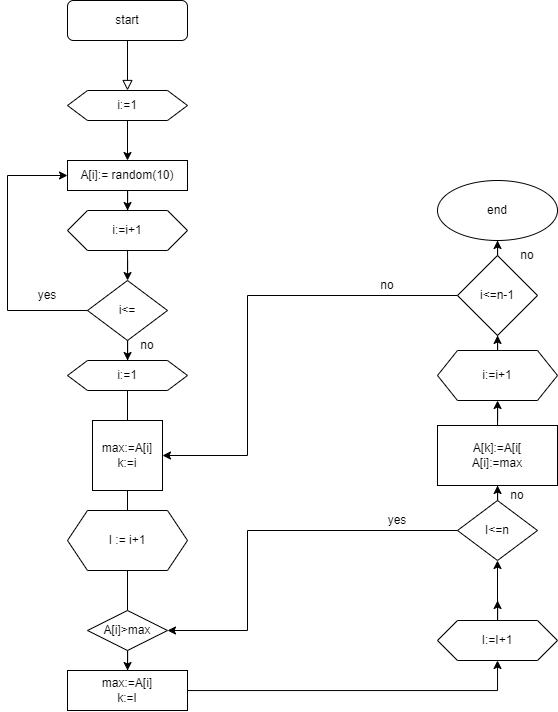 start
i:=1
A[i]:= random(10)
i:=i+1
yes
i<=
no
i:=1
max:=A[i]
k:=i
I := i+1
A[i]>max
max:=A[i]
k:=I
I:=I+1
yes
I<=n
no
A[k]:=A[i[
A[i]:=max
i:=i+1
no
i<=n-1
no
end